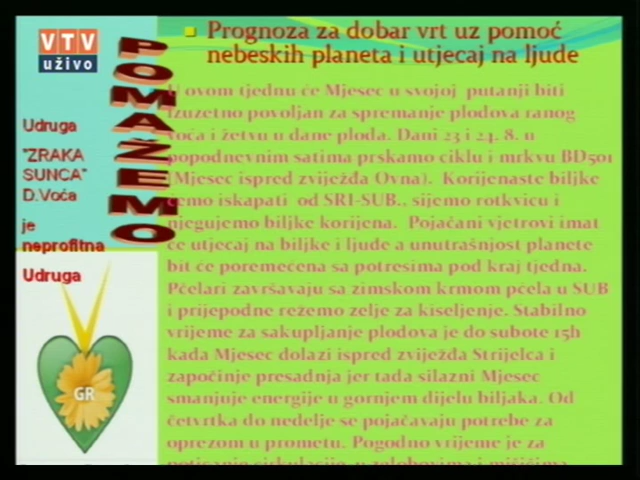 VTV
uživo
POMAŽEMO
Udruga
"ZRAKA
SUNCA"
D.Voća
je
neprofitna
Udruga
GR
Prognoza za dobar vrt uz pomoć
nebeskih planeta i utjecaj na ljude
U ovom tjednu će Mjesec u svojoj putanji biti
izuzetno povoljan za spremanje plodova ranog
voća i žetvu u dane ploda. Dani 23 i 24. 8. u
popodnevnim satima prskamo ciklu i mrkvu BD501
(Mjesec ispred zviježđa Ovna). Korijenaste biljke
ćemo iskapati od SRI-SUB.. sijemo rotkvicu i
njegujemo biljke korijena. Pojačani vjetrovi imat
će utjecaj na biljke i ljude a unutrašnjost planete
bit će poremećena sa potresima pod kraj tjedna.
Pčelari završavaju sa zimskom krmom pčela u SUB
i prijepodne režemo zelje za kiseljenje. Stabilno
vrijeme za sakupljanje plodova je do subote 15h
kada Mjesec dolazi ispred zviježđa Strijelca i
započinje presadnja jer tada silazni Mjesec
smanjuje energije u gornjem dijelu biljaka. Od
četvrtka do nedelje se pojačavaju potrebe za
oprezom u prometu. Pogodno vrijeme je za